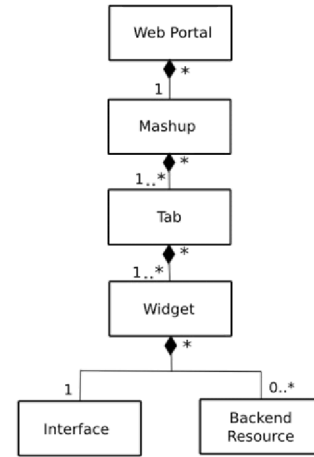 Web Portal
*
1
Mashup
*
1..*
Tab
*
1..*
Widget
*
1
0..*
Interface
Backend
Resource